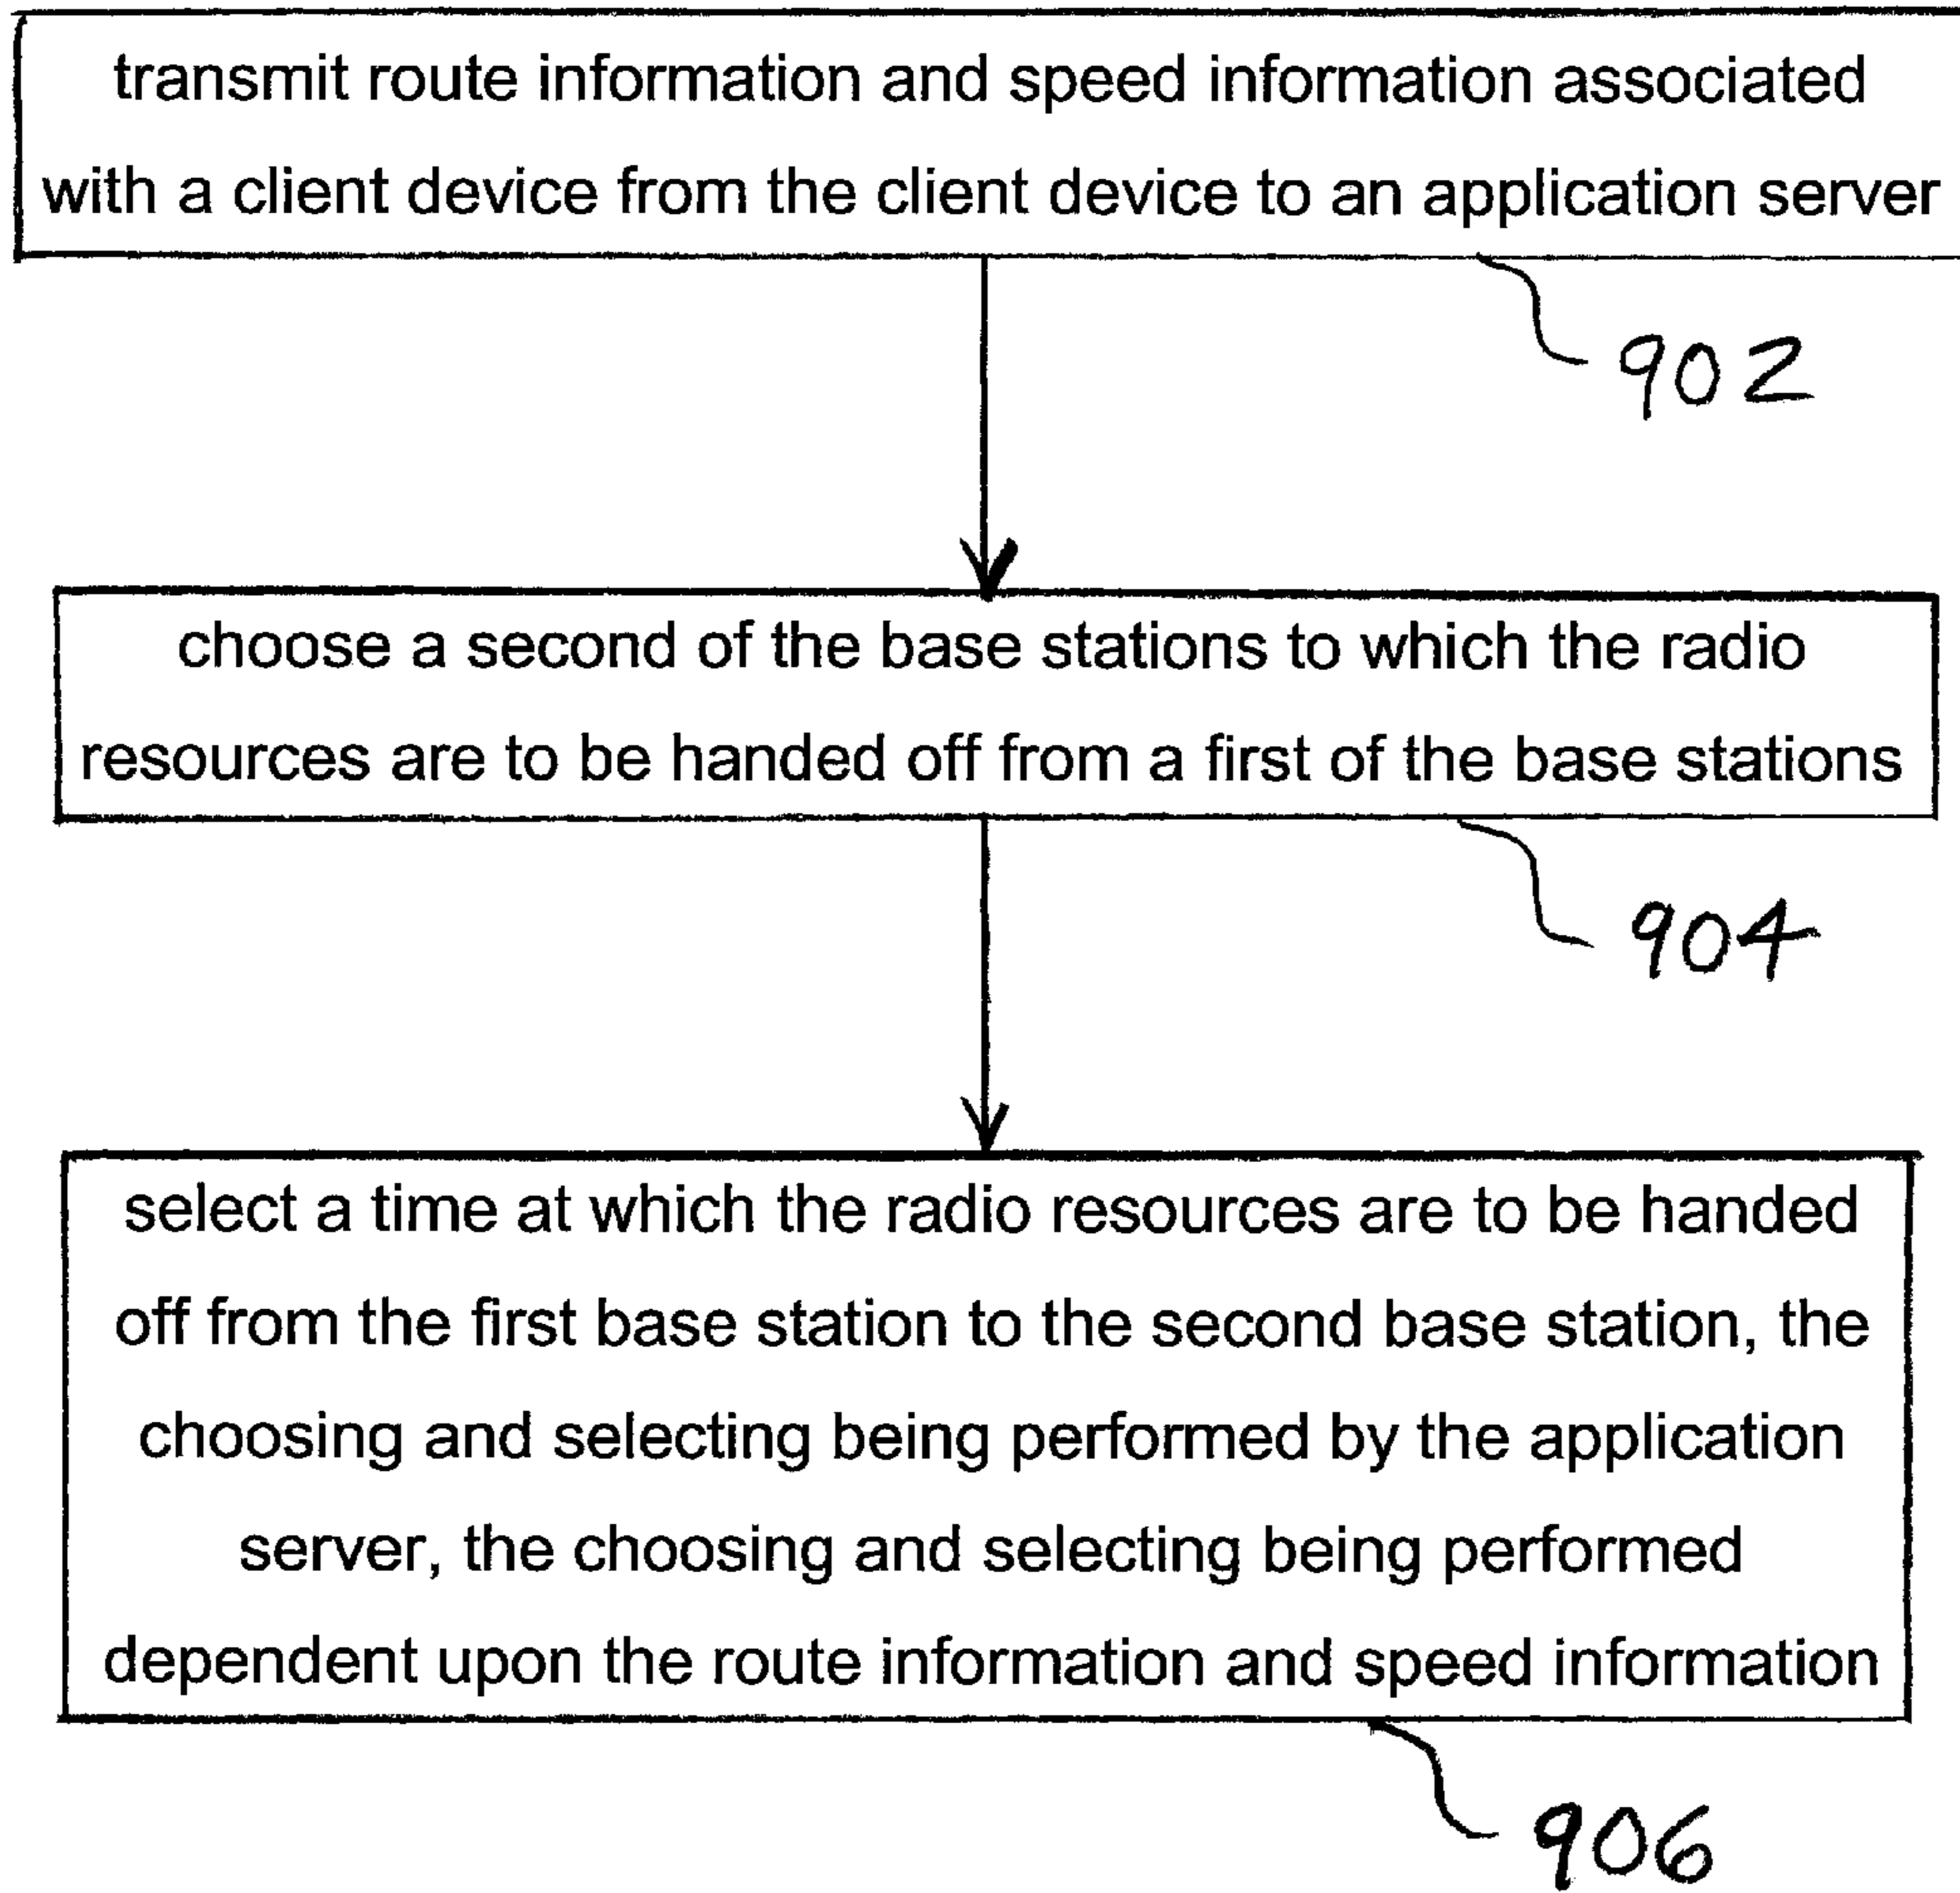 transmit route information and speed information associated
with a client device from the client device to an application server
902
choose a second of the base stations to which the radio
resources are to be handed off from a first of the base stations
904
select a time at which the radio resources are to be handed
off from the first base station to the second base station, the
choosing and selecting being performed by the application
server, the choosing and selecting being performed
dependent upon the route information and speed information
906